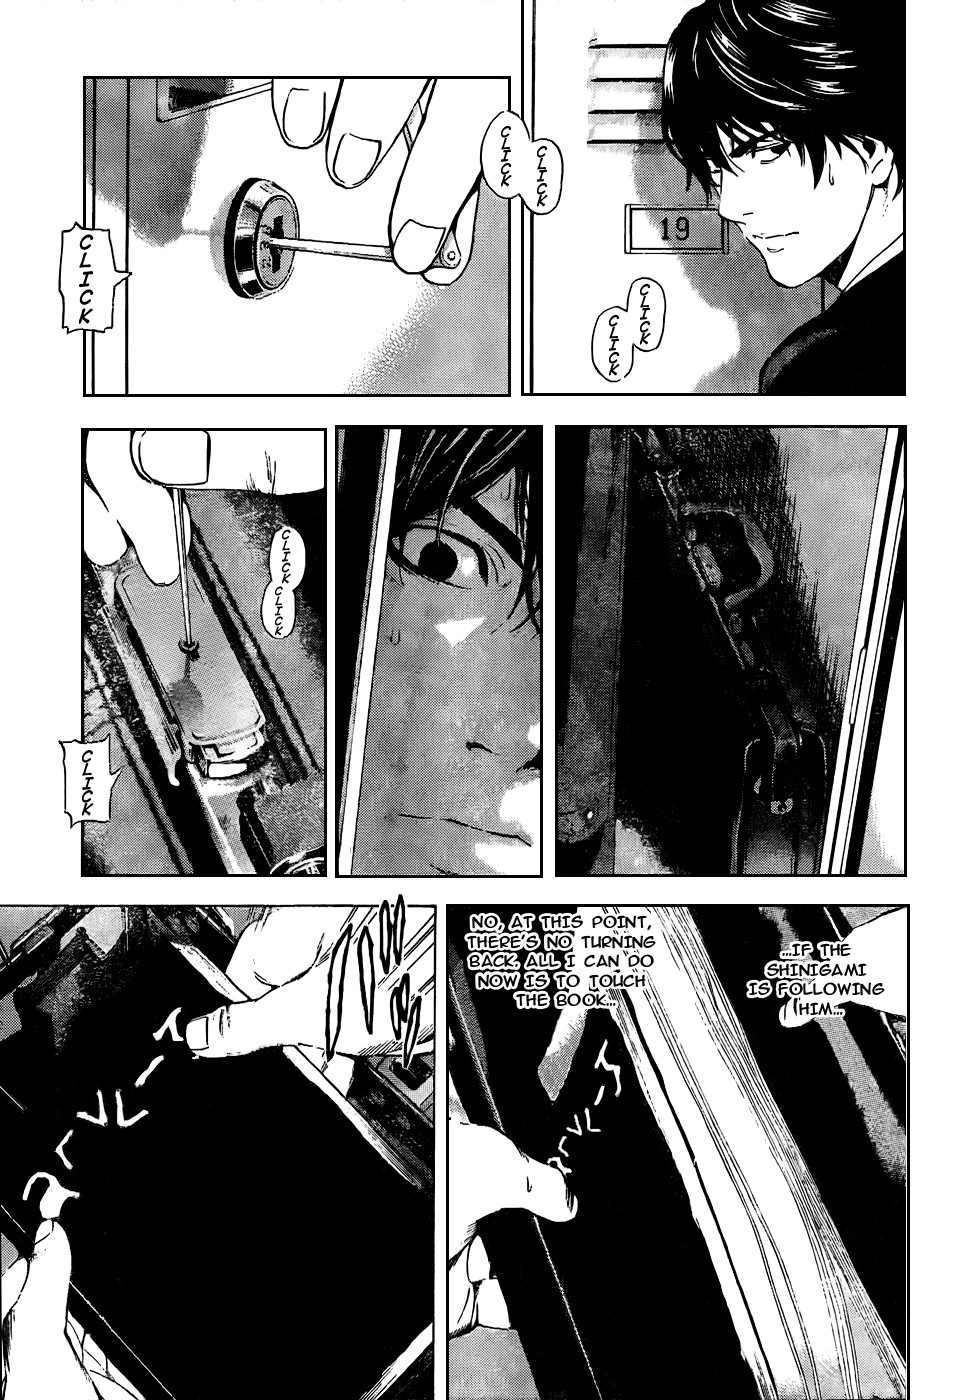 CLICK
CLICK
19
CLICK
CLICK
CLICK
CLICK
CLICK
CLICK
...IF THE
SHINIGAMI
IS FOLLOWING
HIM...
NO, AT THIS POINT,
THERE'S NO TURNING
BACK. ALL I CAN DO
NOW IS TO TOUCH
THE BOOK...